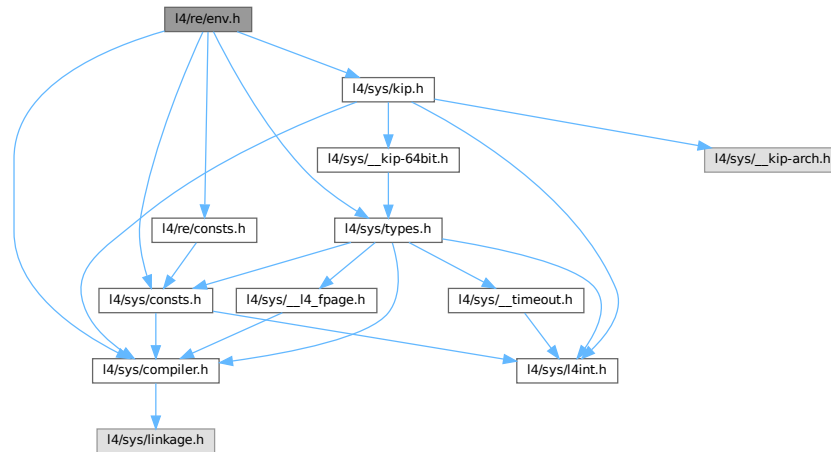 l4/re/env.h
l4/sys/kip.h
l4/sys/__kip-64bit.h
l4/sys/__kip-arch.h
l4/re/consts.h
l4/sys/types.h
l4/sys/consts.h
l4/sys/__l4_fpage.h
l4/sys/__timeout.h
l4/sys/compiler.h
l4/sys/l4int.h
l4/sys/linkage.h